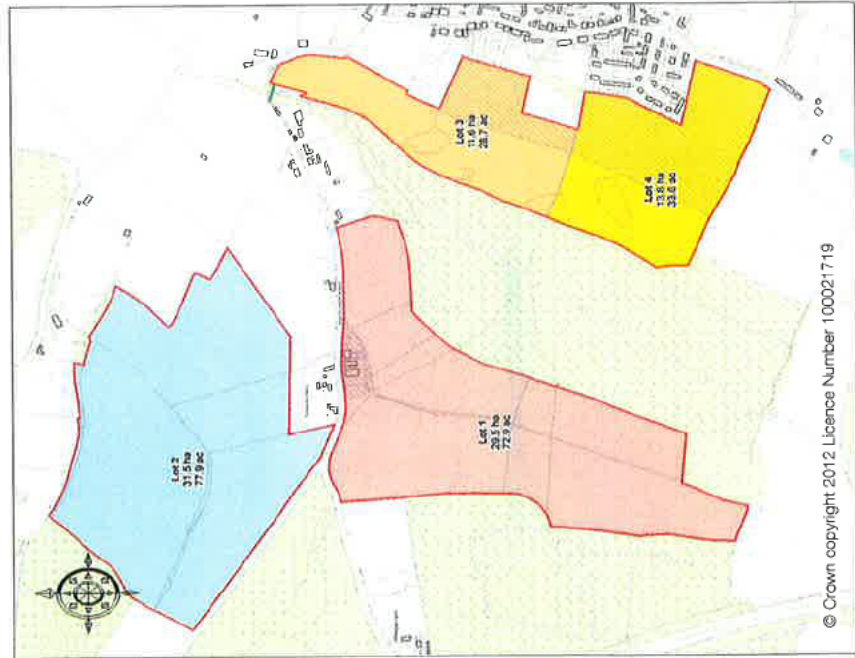 Lot 2
31.5 ha
77.9 ac
Lot 3
11.6 ha
28.7 ac
Lot 4
13.6 ha
33.6 ac
Lot 1
29.5 ha
72.9 ac
© Crown copyright 2012 Licence Number 100021719